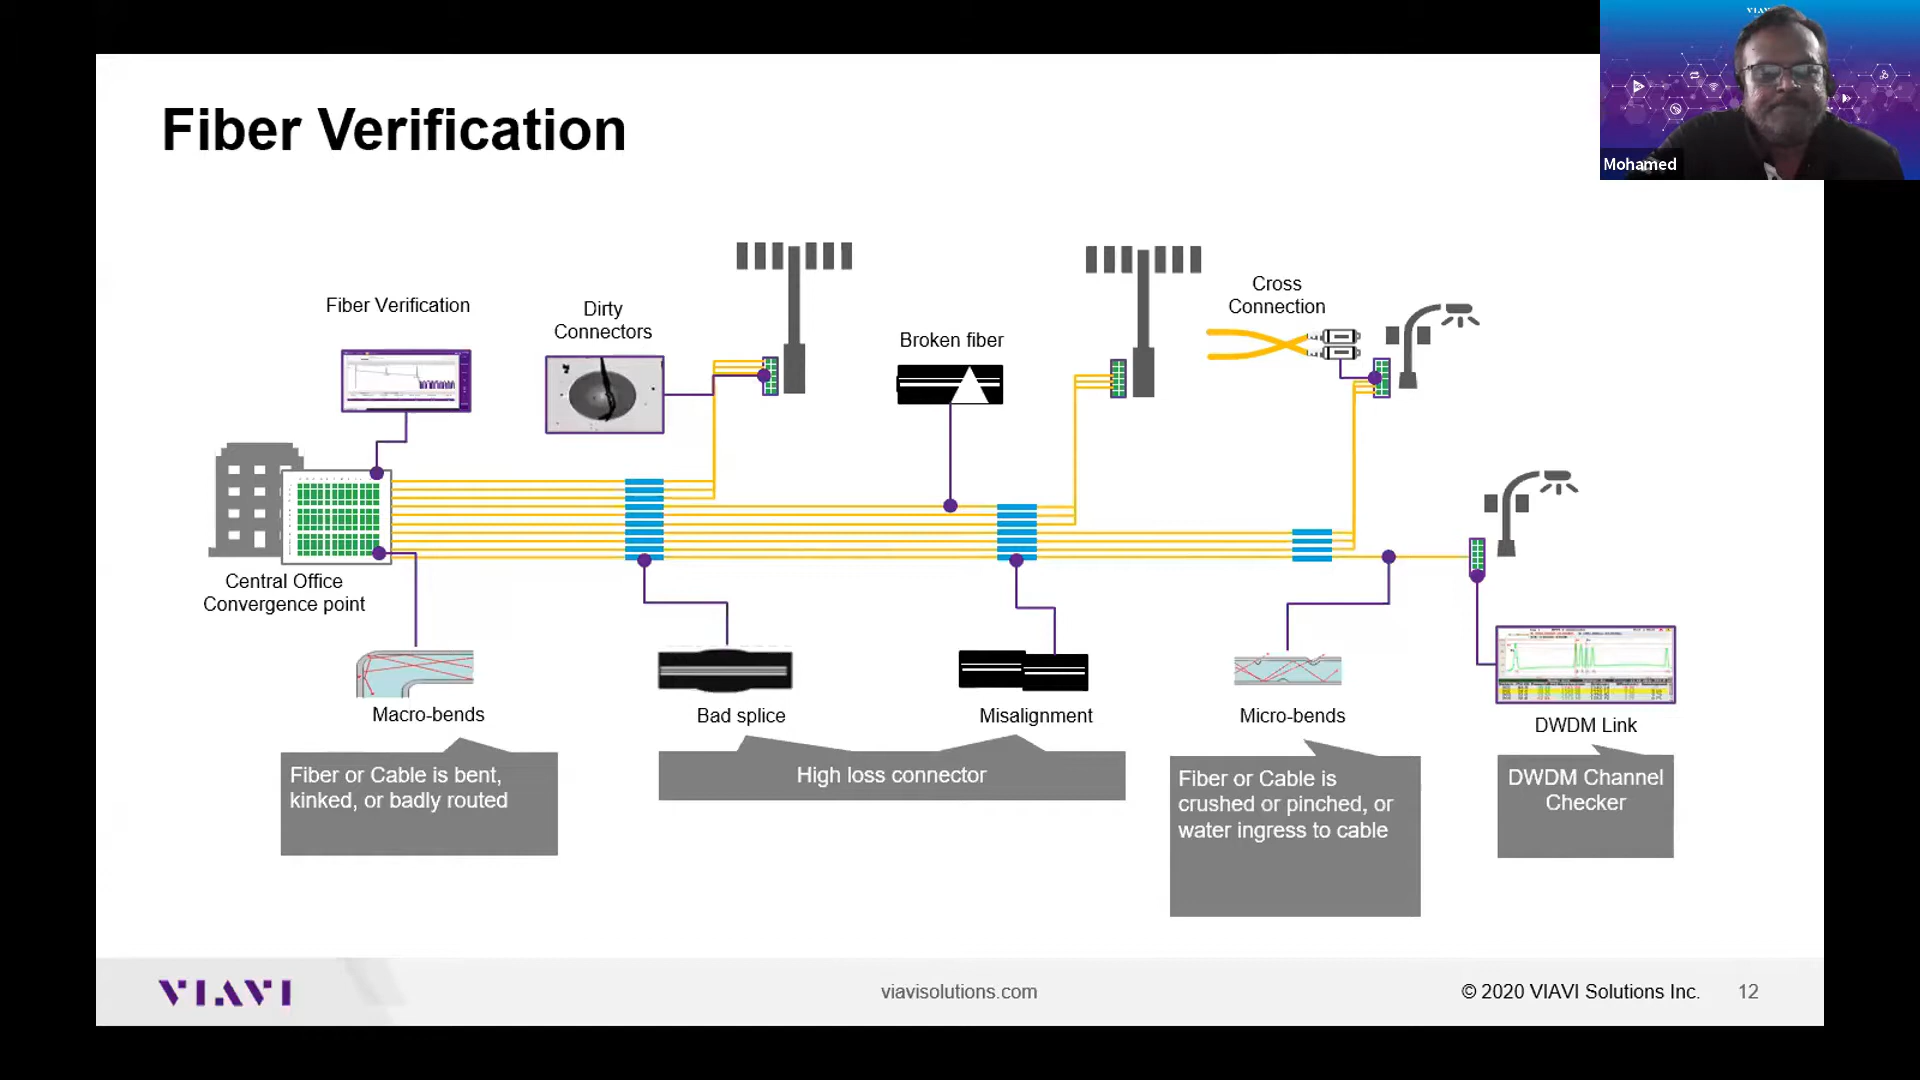 VIAVI
Mohamed
Fiber Verification
Cross
Connection
Fiber Verification
Dirty
Connectors
Broken fiber
Central Office
Convergence point
Macro-bends
Bad splice
Misalignment
Micro-bends
DWDM Link
Fiber or Cable is bent,
kinked, or badly routed
High loss connector
Fiber or Cable is
crushed or pinched, or
water ingress to cable
DWDM Channel
Checker
VIAVI
viavisolutions.com
© 2020 VIAVI Solutions Inc.
12